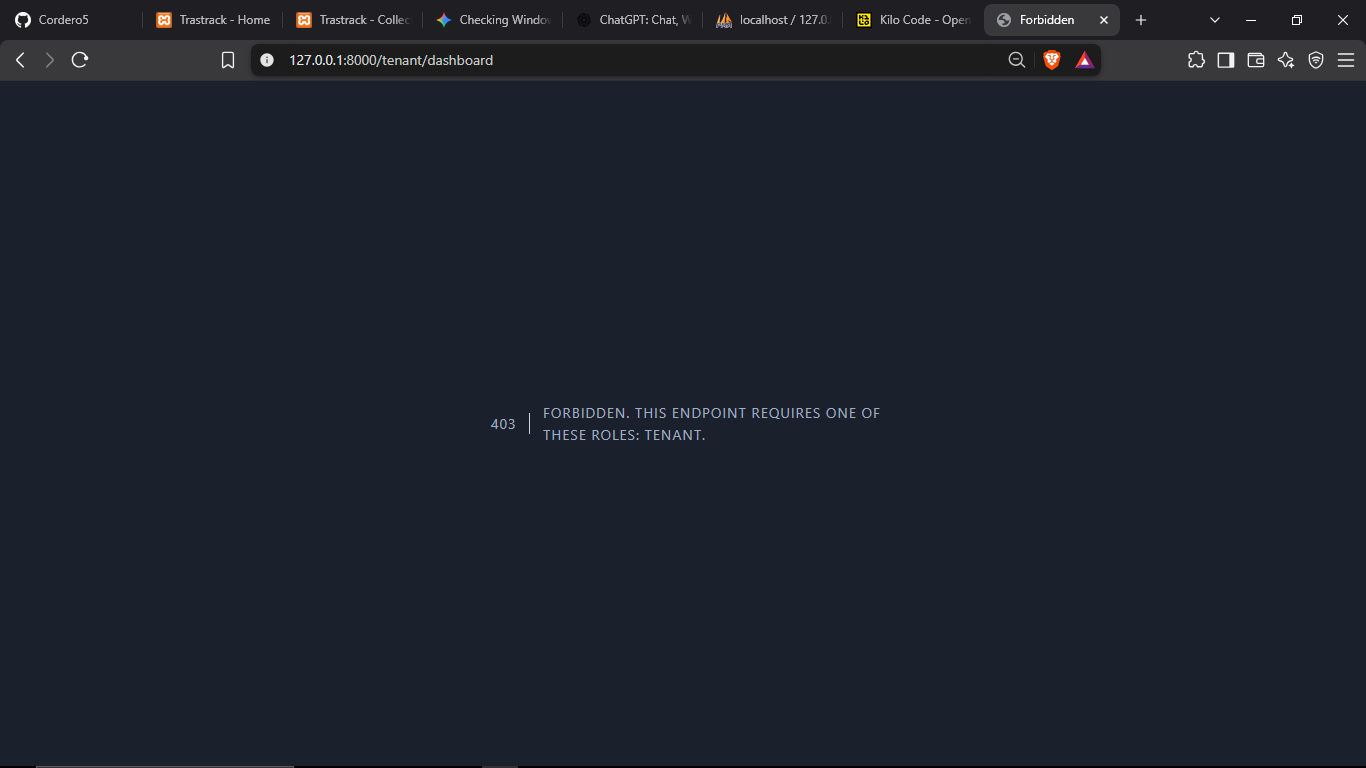 Cordero5
Trastrack - Home
Trastrack - Collec
Checking Window
ChatGPT: Chat, W
localhost / 127.0.
Kilo Code - Open
Forbidden
127.0.0.1:8000/tenant/dashboard
403
FORBIDDEN. THIS ENDPOINT REQUIRES ONE OF
THESE ROLES: TENANT.